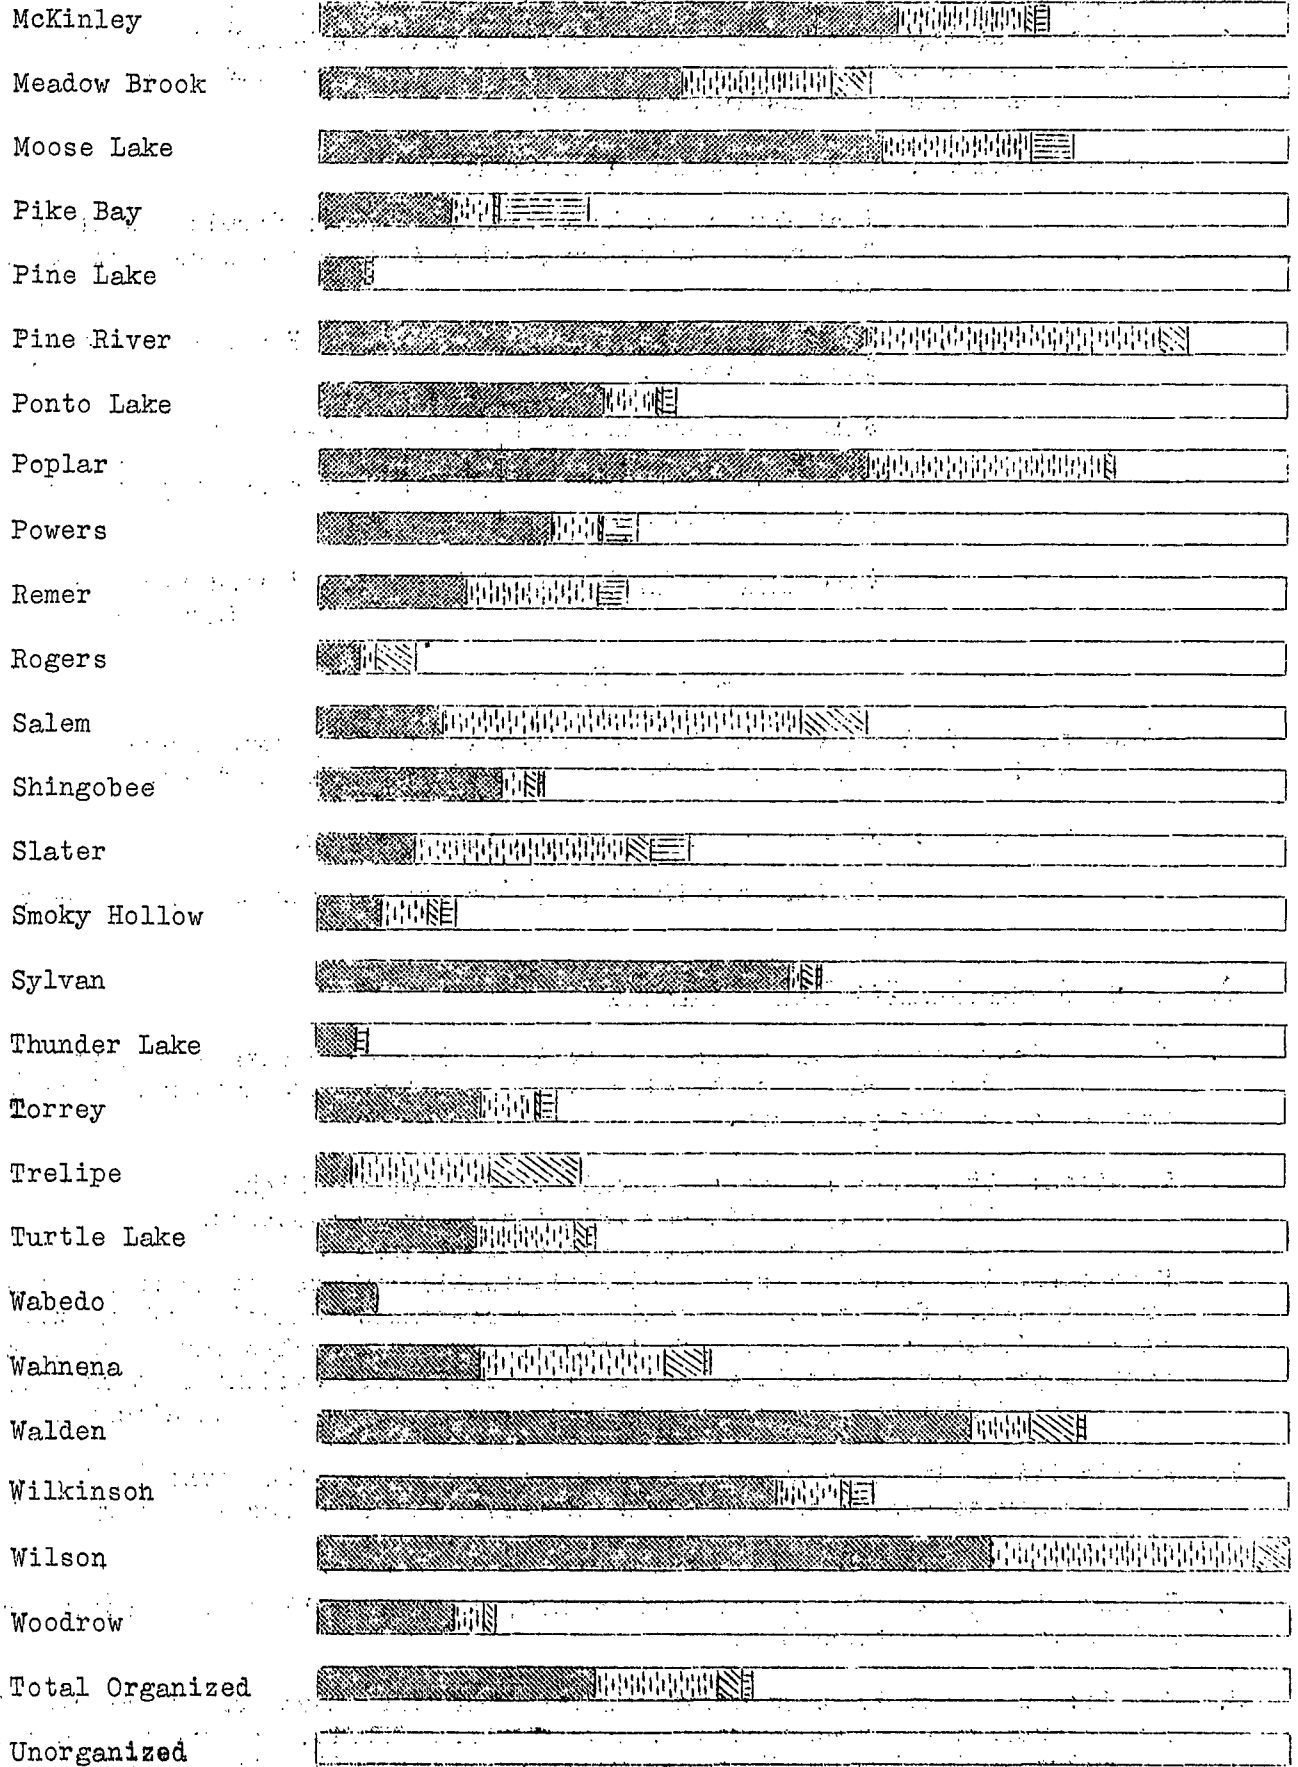 McKinley
Meadow Brook
Moose Lake
Pike Bay
Pine Lake
Pine River
Ponto Lake
Poplar
Powers
Remer
Rogers
Salem
Shingobee
Slater
Smoky Hollow
Sylvan
Thunder Lake
Torrey
Trelipe
Turtle Lake
Wabedo
Wahnena
Walden
Wilkinson
Wilson
Woodrow
Total Organized
Unorganized